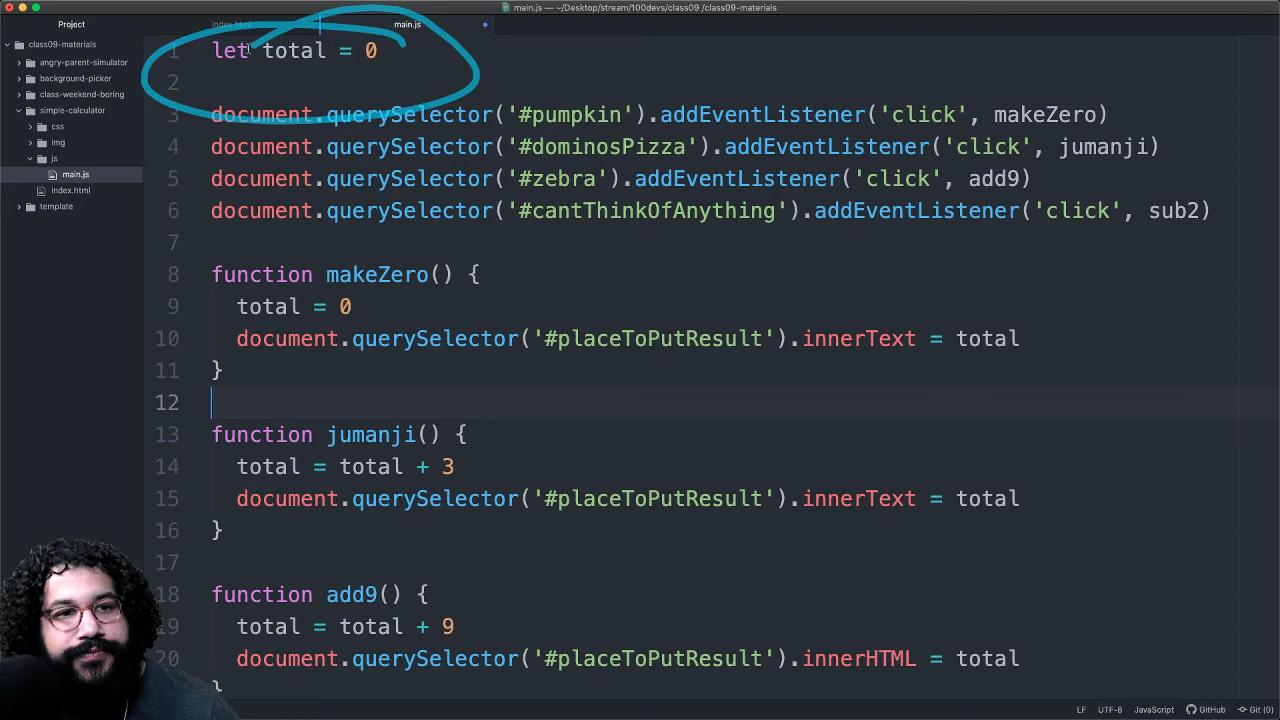 main.js — ~/Desktop/stream/100devs/class09 /class09-materials
Project
index.html
main.js
class09-materials
angry-parent-simulator
background-picker
class-weekend-boring
simple-calculator
css
img
js
main.js
index.html
template
1 let total = 0
2
3 document.querySelector('#pumpkin').addEventListener('click', makeZero)
4 document.querySelector('#dominosPizza').addEventListener('click', jumanji)
5 document.querySelector('#zebra').addEventListener('click', add9)
6 document.querySelector('#cantThinkOfAnything').addEventListener('click', sub2)
7
8 function makeZero() {
9 total = 0
10 document.querySelector('#placeToPutResult').innerText = total
11 }
12
13 function jumanji() {
14 total = total + 3
15 document.querySelector('#placeToPutResult').innerText = total
16 }
17
18 function add9() {
19 total = total + 9
20 document.querySelector('#placeToPutResult').innerHTML = total
}
LF UTF-8 JavaScript GitHub Git (0)